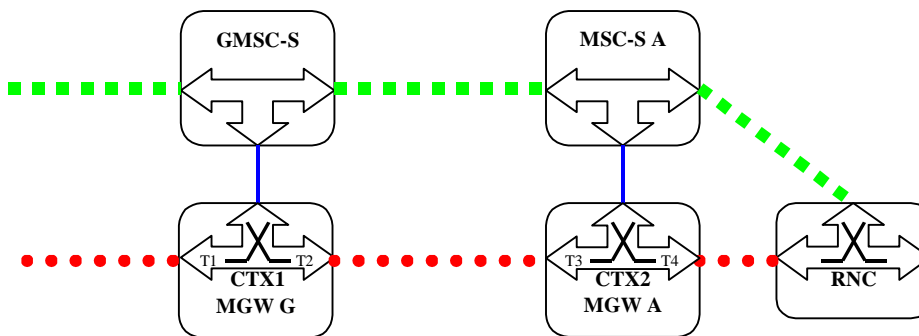 GMSC-S
MSC-S A
T1
T2
CTX1
MGW G
T3
T4
CTX2
MGW A
RNC